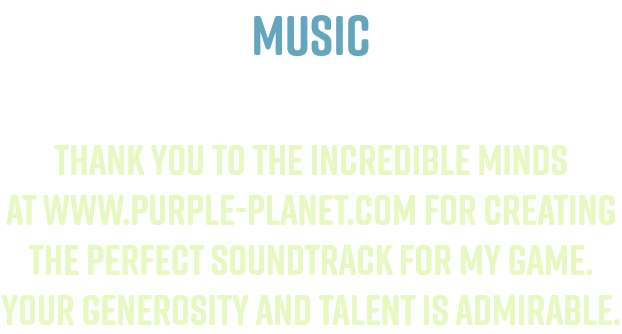 MUSIC
THANK YOU TO THE INCREDIBLE MINDS
AT WWW.PURPLE-PLANET.COM FOR CREATING
THE PERFECT SOUNDTRACK FOR MY GAME.
YOUR GENEROSITY AND TALENT IS ADMIRABLE.